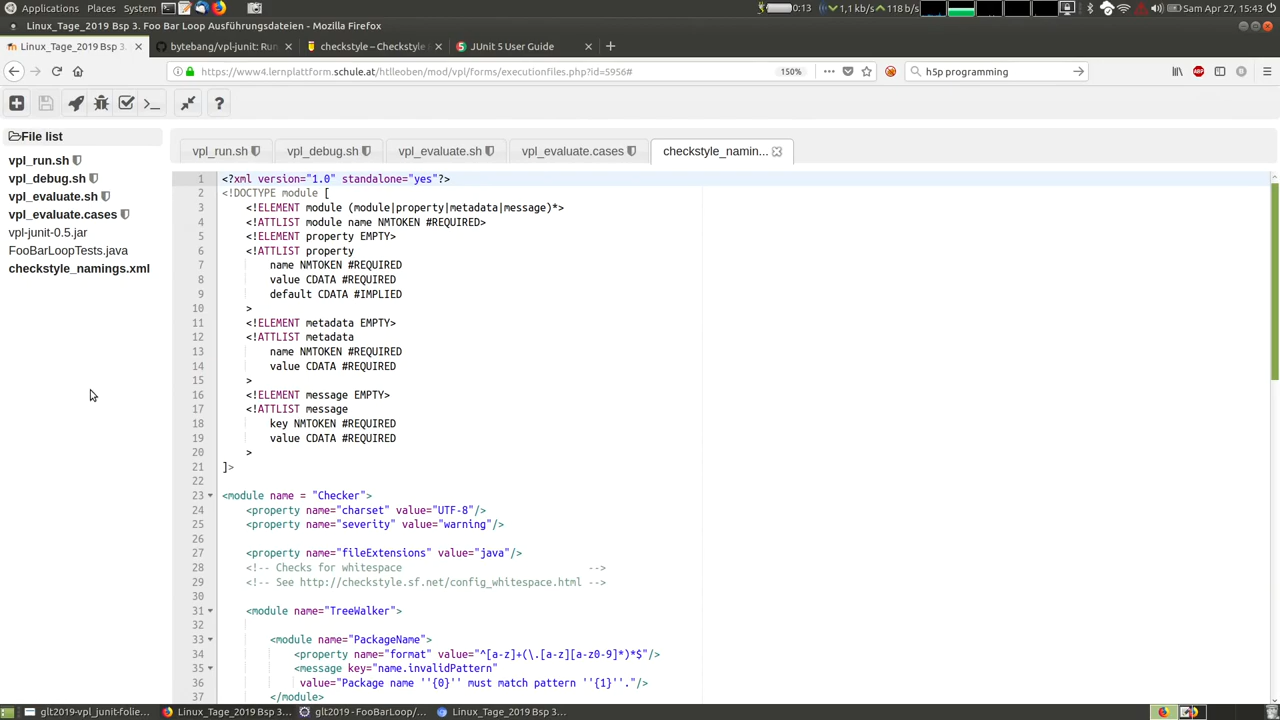 Applications Places System
0:13 1,1 kb/s 118 b/s Sam Apr 27, 15:43
Linux_Tage_2019 Bsp 3. Foo Bar Loop Ausführungsdateien - Mozilla Firefox
Linux_Tage_2019 Bsp 3. × bytebang/vpl-junit: Run × checkstyle – Checkstyle × JUnit 5 User Guide ×
https://www4.lernplattform.schule.at/htlleoben/mod/vpl/forms/executionfiles.php?id=5956# 150% h5p programming
File list
vpl_run.sh
vpl_debug.sh
vpl_evaluate.sh
vpl_evaluate.cases
vpl-junit-0.5.jar
FooBarLoopTests.java
checkstyle_namings.xml
vpl_run.sh vpl_debug.sh vpl_evaluate.sh vpl_evaluate.cases checkstyle_namin...
1 <?xml version="1.0" standalone="yes"?>
2 <!DOCTYPE module [
3 <!ELEMENT module (module|property|metadata|message)*>
4 <!ATTLIST module name NMTOKEN #REQUIRED>
5 <!ELEMENT property EMPTY>
6 <!ATTLIST property
7 name NMTOKEN #REQUIRED
8 value CDATA #REQUIRED
9 default CDATA #IMPLIED
10 >
11 <!ELEMENT metadata EMPTY>
12 <!ATTLIST metadata
13 name NMTOKEN #REQUIRED
14 value CDATA #REQUIRED
15 >
16 <!ELEMENT message EMPTY>
17 <!ATTLIST message
18 key NMTOKEN #REQUIRED
19 value CDATA #REQUIRED
20 >
21 ]>
22
23 <module name = "Checker">
24 <property name="charset" value="UTF-8"/>
25 <property name="severity" value="warning"/>
26
27 <property name="fileExtensions" value="java"/>
28 <!-- Checks for whitespace -->
29 <!-- See http://checkstyle.sf.net/config_whitespace.html -->
30
31 <module name="TreeWalker">
32
33 <module name="PackageName">
34 <property name="format" value="^[a-z]+(\.[a-z][a-z0-9]*)*$"/>
35 <message key="name.invalidPattern"
36 value="Package name ''{0}'' must match pattern ''{1}''."/>
37 </module>
glt2019-vpl_junit-folie... Linux_Tage_2019 Bsp 3... glt2019 - FooBarLoop/... Linux_Tage_2019 Bsp 3...